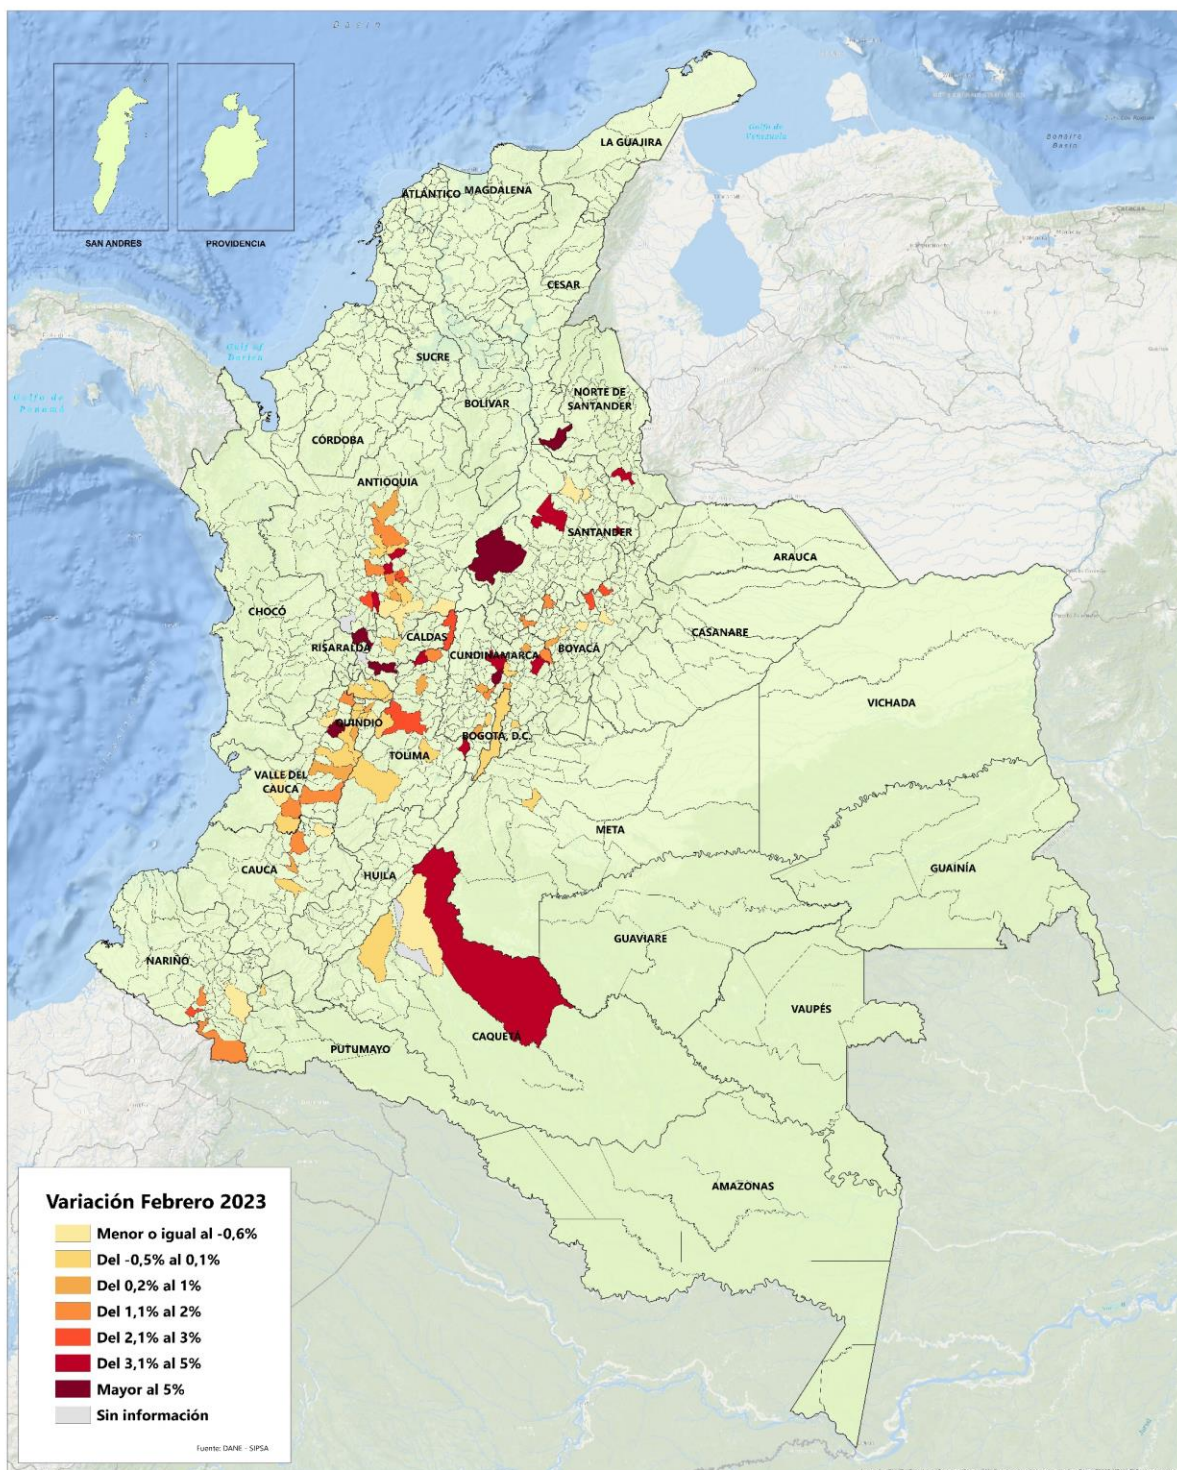 LA GUAJIRA
Golfo de
Venezuela
ATLÁNTICO
MAGDALENA
SAN ANDRES
PROVIDENCIA
CESAR
SUCRE
NORTE DE
SANTANDER
BOLÍVAR
Golfo de
Panamá
CÓRDOBA
ANTIOQUIA
SANTANDER
ARAUCA
CHOCÓ
CASANARE
CALDAS
RISARALDA
CUNDINAMARCA
BOYACÁ
VICHADA
QUINDIO
BOGOTÁ, D.C.
TOLIMA
VALLE DEL
CAUCA
META
CAUCA
HUILA
GUAINÍA
GUAVIARE
NARIÑO
VAUPÉS
CAQUETÁ
PUTUMAYO
AMAZONAS
Variación Febrero 2023
Menor o igual al -0,6%
Del -0,5% al 0,1%
Del 0,2% al 1%
Del 1,1% al 2%
Del 2,1% al 3%
Del 3,1% al 5%
Mayor al 5%
Sin información
Fuente: DANE - SIPSA